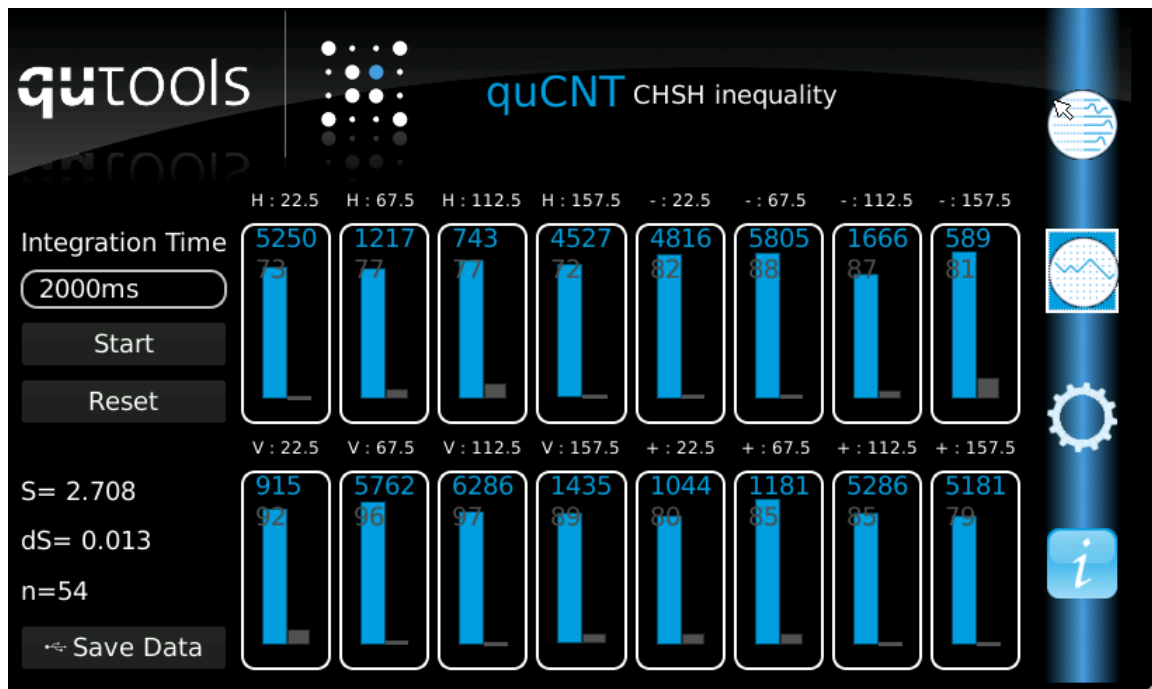 qutools
quCNT CHSH inequality
H : 22.5 H : 67.5 H : 112.5 H : 157.5 - : 22.5 - : 67.5 - : 112.5 - : 157.5
Integration Time
2000ms
Start
Reset
5250 1217 743 4527 4816 5805 1666 589
73 77 77 72 82 88 87 81
V : 22.5 V : 67.5 V : 112.5 V : 157.5 + : 22.5 + : 67.5 + : 112.5 + : 157.5
915 5762 6286 1435 1044 1181 5286 5181
92 96 97 89 80 85 85 79
S= 2.708
dS= 0.013
n=54
Save Data
i